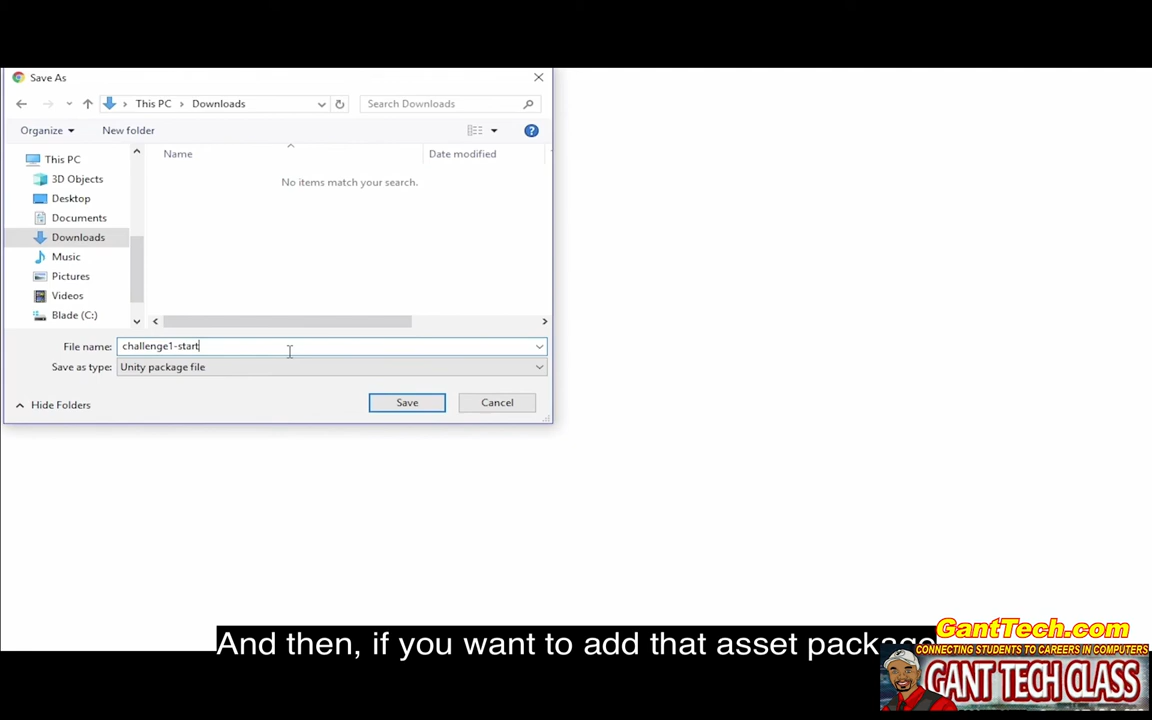 Save As
This PC
Downloads
Search Downloads
Organize
New folder
This PC
3D Objects
Desktop
Documents
Downloads
Music
Pictures
Videos
Blade (C:)
Name
Date modified
No items match your search.
File name:
challenge1-start
Save as type:
Unity package file
Hide Folders
Save
Cancel
And then, if you want to add that asset package
GantTech.com
CONNECTING STUDENTS TO CAREERS IN COMPUTERS
GANT TECH CLASS